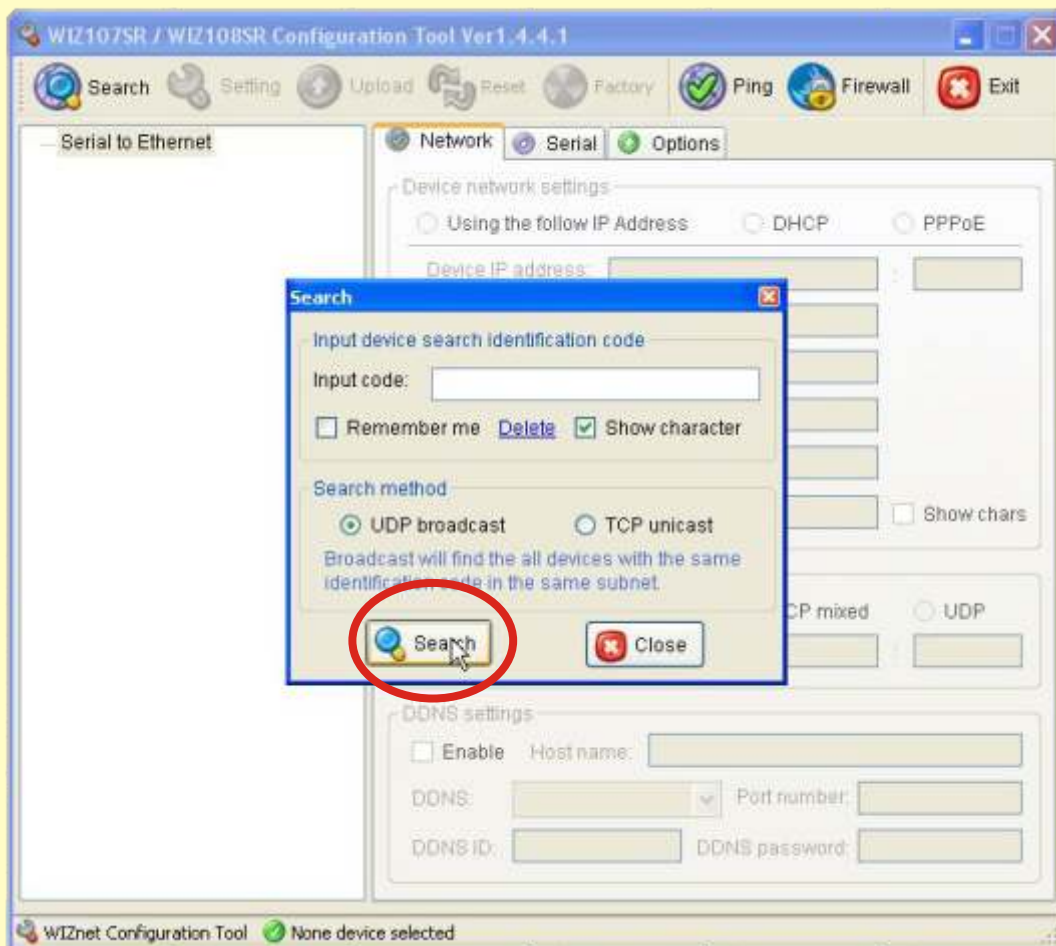 WIZ107SR / WIZ108SR Configuration Tool Ver1.4.4.1
Search Setting Upload Reset Factory Ping Firewall Exit
Serial to Ethernet
Network Serial Options
Device network settings
Using the follow IP Address DHCP PPPoE
Device IP address: :
Search
Input device search identification code
Input code:
Remember me Delete Show character
Search method
UDP broadcast TCP unicast
Broadcast will find the all devices with the same
identification code in the same subnet.
Search Close
Show chars
CP mixed UDP
:
DDNS settings
Enable Host name:
DDNS: Port number:
DDNS ID: DDNS password:
WIZnet Configuration Tool None device selected